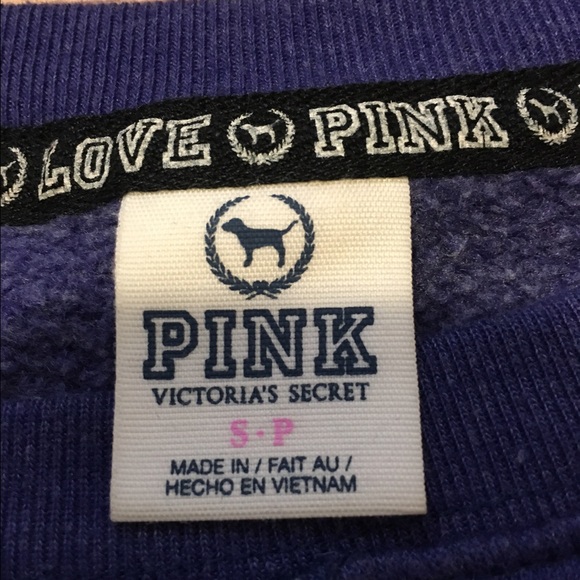 LOVE PINK
PINK
VICTORIA'S SECRET
S·P
MADE IN / FAIT AU /
HECHO EN VIETNAM